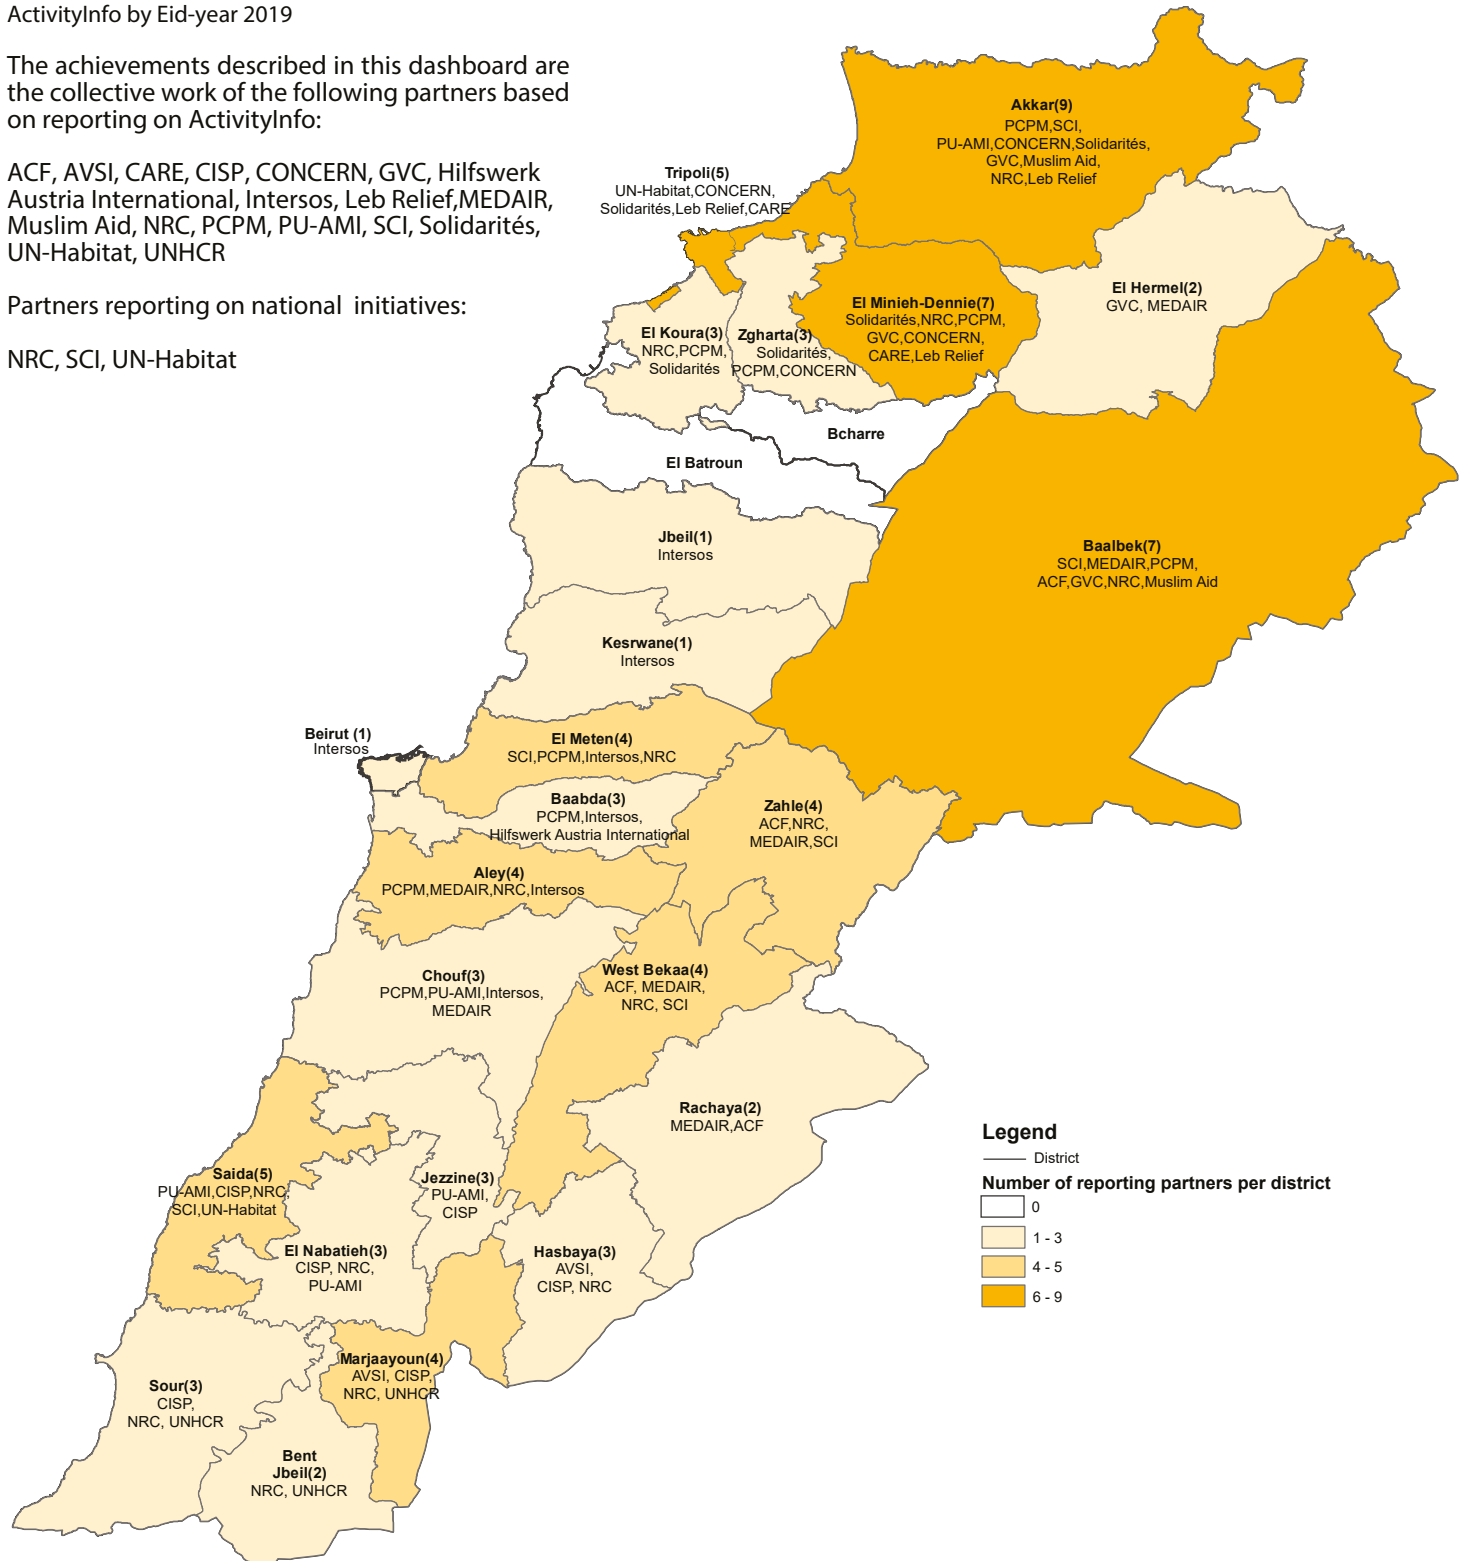 ActivityInfo by Eid-year 2019
The achievements described in this dashboard are
the collective work of the following partners based
on reporting on ActivityInfo:
ACF, AVSI, CARE, CISP, CONCERN, GVC, Hilfswerk
Austria International, Intersos, Leb Relief,MEDAIR,
Muslim Aid, NRC, PCPM, PU-AMI, SCI, Solidarités,
UN-Habitat, UNHCR
Partners reporting on national initiatives:
NRC, SCI, UN-Habitat
Akkar(9)
PCPM,SCI,
PU-AMI,CONCERN,Solidarités,
GVC,Muslim Aid,
NRC,Leb Relief
Tripoli(5)
UN-Habitat,CONCERN,
Solidarités,Leb Relief,CARE
El Hermel(2)
GVC, MEDAIR
El Minieh-Dennie(7)
Solidarités,NRC,PCPM,
GVC,CONCERN,
CARE,Leb Relief
El Koura(3)
NRC,PCPM,
Solidarités
Zgharta(3)
Solidarités,
PCPM,CONCERN
Bcharre
El Batroun
Jbeil(1)
Intersos
Baalbek(7)
SCI,MEDAIR,PCPM,
ACF,GVC,NRC,Muslim Aid
Kesrwane(1)
Intersos
Beirut (1)
Intersos
El Meten(4)
SCI,PCPM,Intersos,NRC
Baabda(3)
PCPM,Intersos,
Hilfswerk Austria International
Zahle(4)
ACF,NRC,
MEDAIR,SCI
Aley(4)
PCPM,MEDAIR,NRC,Intersos
Chouf(3)
PCPM,PU-AMI,Intersos,
MEDAIR
West Bekaa(4)
ACF, MEDAIR,
NRC, SCI
Rachaya(2)
MEDAIR,ACF
Saida(5)
PU-AMI,CISP,NRC,
SCI,UN-Habitat
Jezzine(3)
PU-AMI,
CISP
El Nabatieh(3)
CISP, NRC,
PU-AMI
Hasbaya(3)
AVSI,
CISP, NRC
Marjaayoun(4)
AVSI, CISP,
NRC, UNHCR
Sour(3)
CISP,
NRC, UNHCR
Bent
Jbeil(2)
NRC, UNHCR
Legend
District
Number of reporting partners per district
0
1 - 3
4 - 5
6 - 9